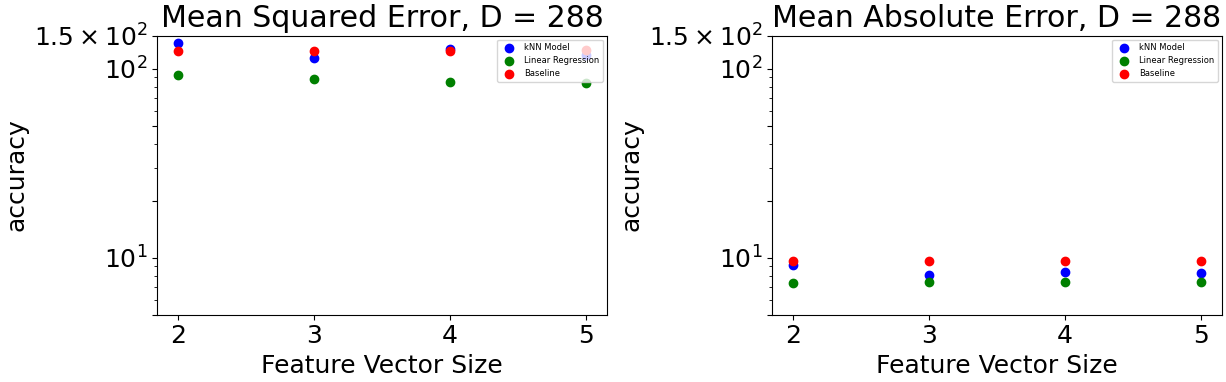 Mean Squared Error, D = 288
1.5 × 10²
10²
10¹
accuracy
kNN Model
Linear Regression
Baseline
2 3 4 5
Feature Vector Size
Mean Absolute Error, D = 288
1.5 × 10²
10²
10¹
accuracy
kNN Model
Linear Regression
Baseline
2 3 4 5
Feature Vector Size